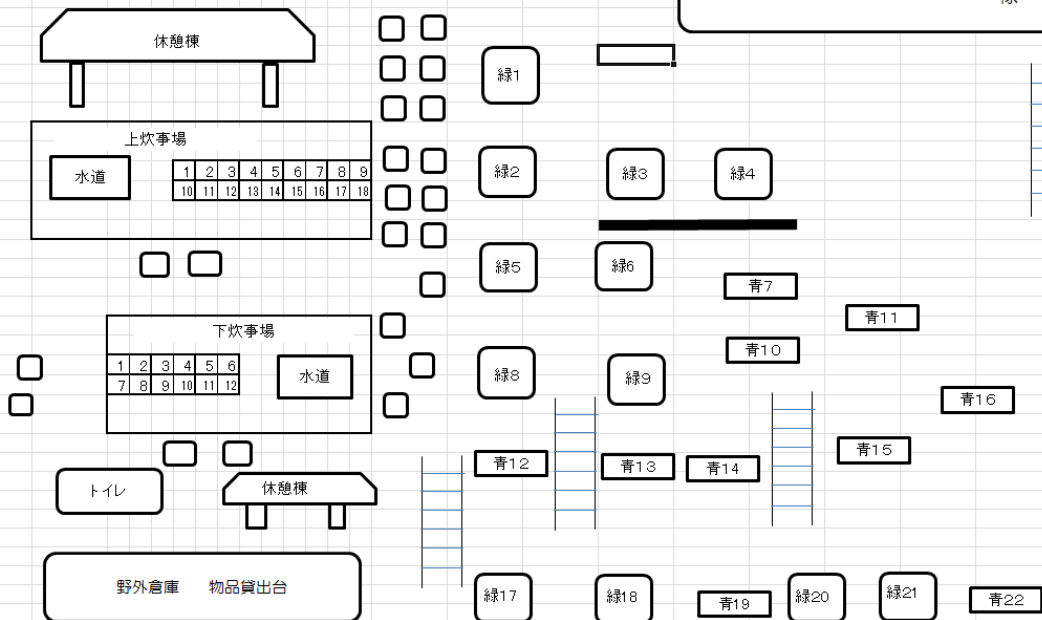 様
休憩棟
緑1
上炊事場
水道
1 2 3 4 5 6 7 8 9
10 11 12 13 14 15 16 17 18
緑2
緑3
緑4
緑5
緑6
青7
青11
下炊事場
1 2 3 4 5 6
7 8 9 10 11 12
水道
緑8
緑9
青10
青16
青12
青13
青14
青15
トイレ
休憩棟
野外倉庫 物品貸出台
緑17
緑18
青19
緑20
緑21
青22